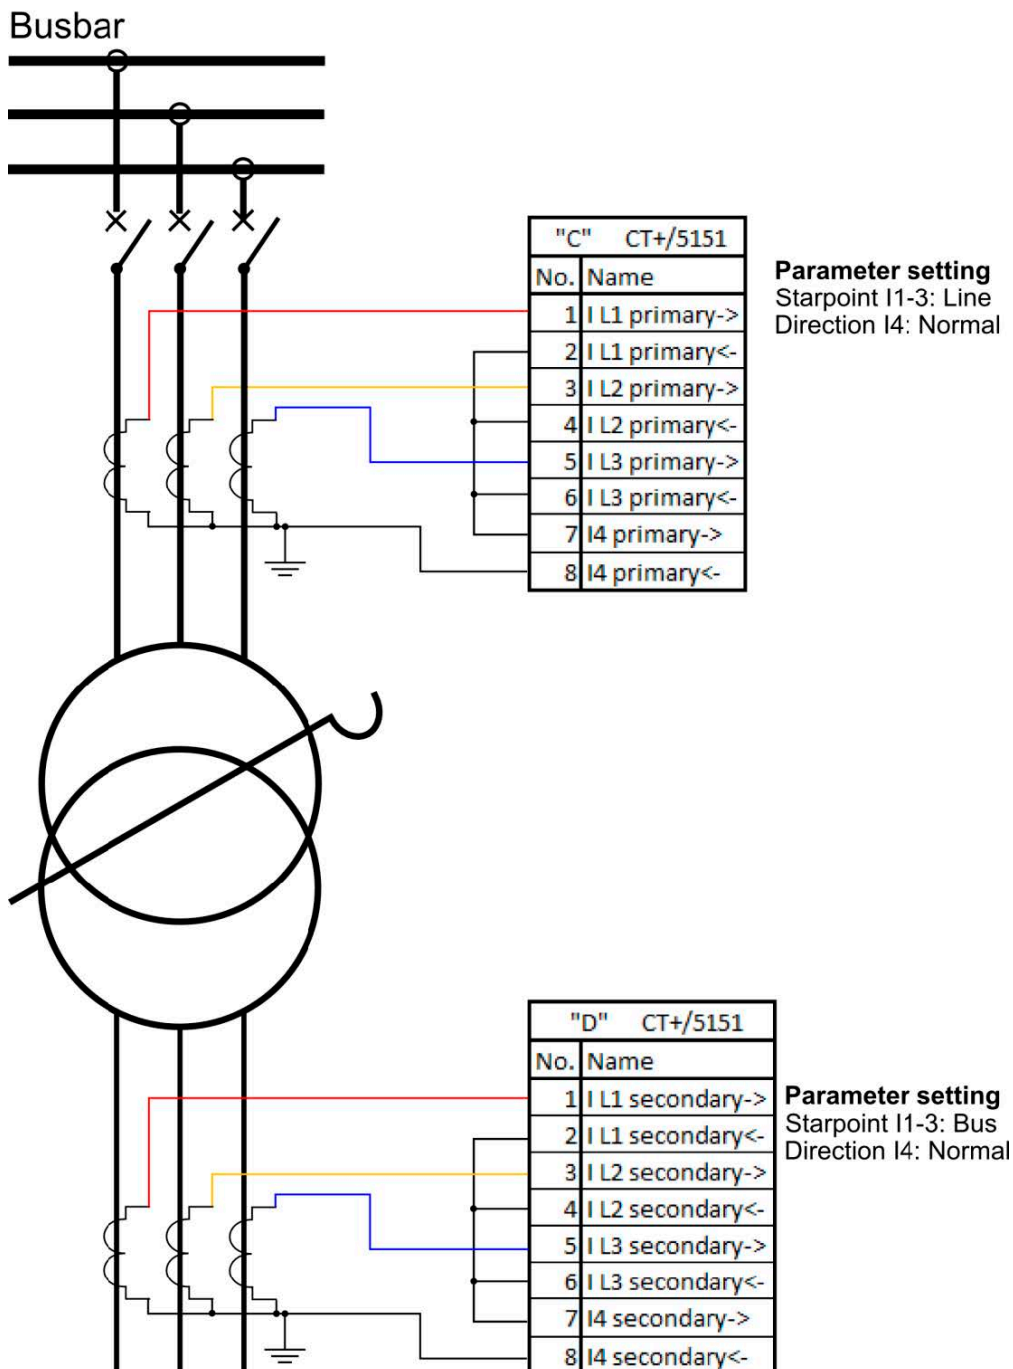 Busbar
"C" CT+/5151
No. Name
1 I L1 primary->
2 I L1 primary<-
3 I L2 primary->
4 I L2 primary<-
5 I L3 primary->
6 I L3 primary<-
7 I4 primary->
8 I4 primary<-
Parameter setting
Starpoint I1-3: Line
Direction I4: Normal
"D" CT+/5151
No. Name
1 I L1 secondary->
2 I L1 secondary<-
3 I L2 secondary->
4 I L2 secondary<-
5 I L3 secondary->
6 I L3 secondary<-
7 I4 secondary->
8 I4 secondary<-
Parameter setting
Starpoint I1-3: Bus
Direction I4: Normal